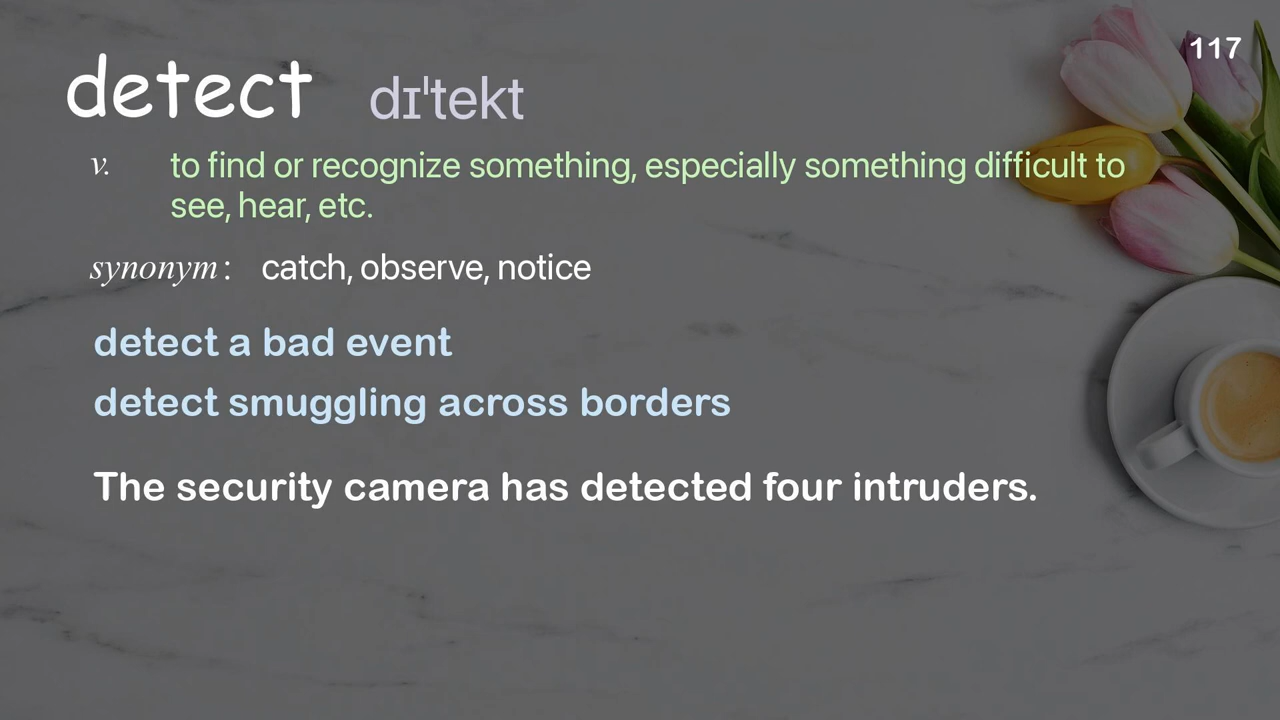 117
detect dɪˈtekt
v. to find or recognize something, especially something difficult to
see, hear, etc.
synonym: catch, observe, notice
detect a bad event
detect smuggling across borders
The security camera has detected four intruders.